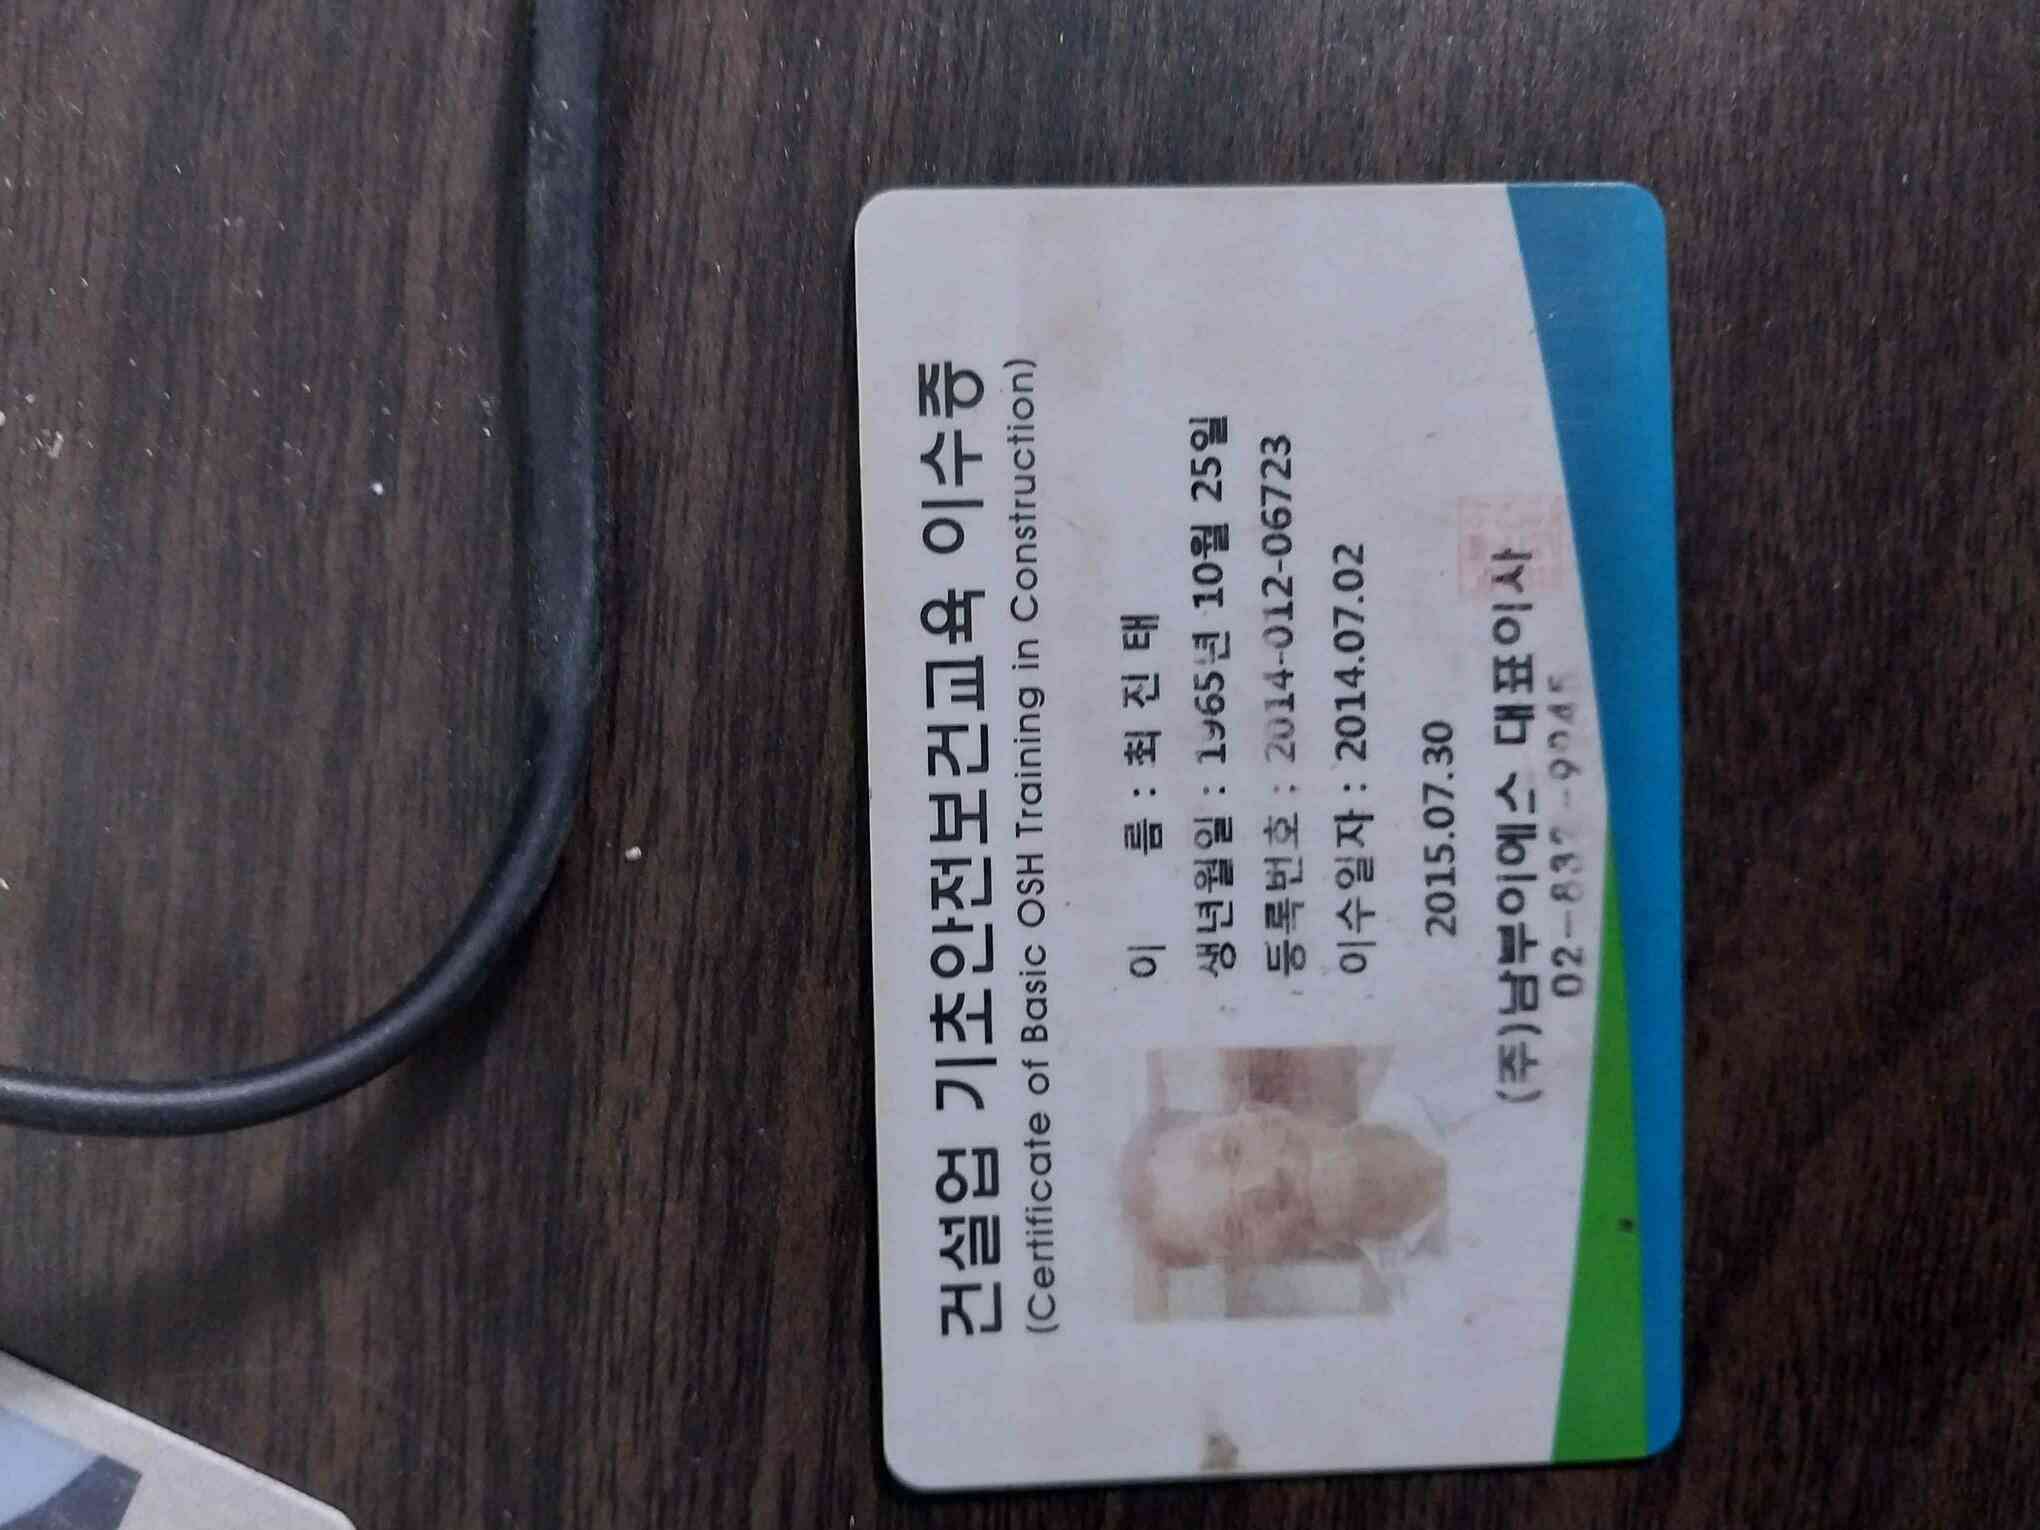 건설업 기초안전보건교육 이수증
(Certificate of Basic OSH Training in Construction)
이 름 : 최 진 태
생년월일 : 1965년 10월 25일
등록번호 : 2014-012-06723
이수일자 : 2014.07.02
2015.07.30
(주)남부이에스 대표이사